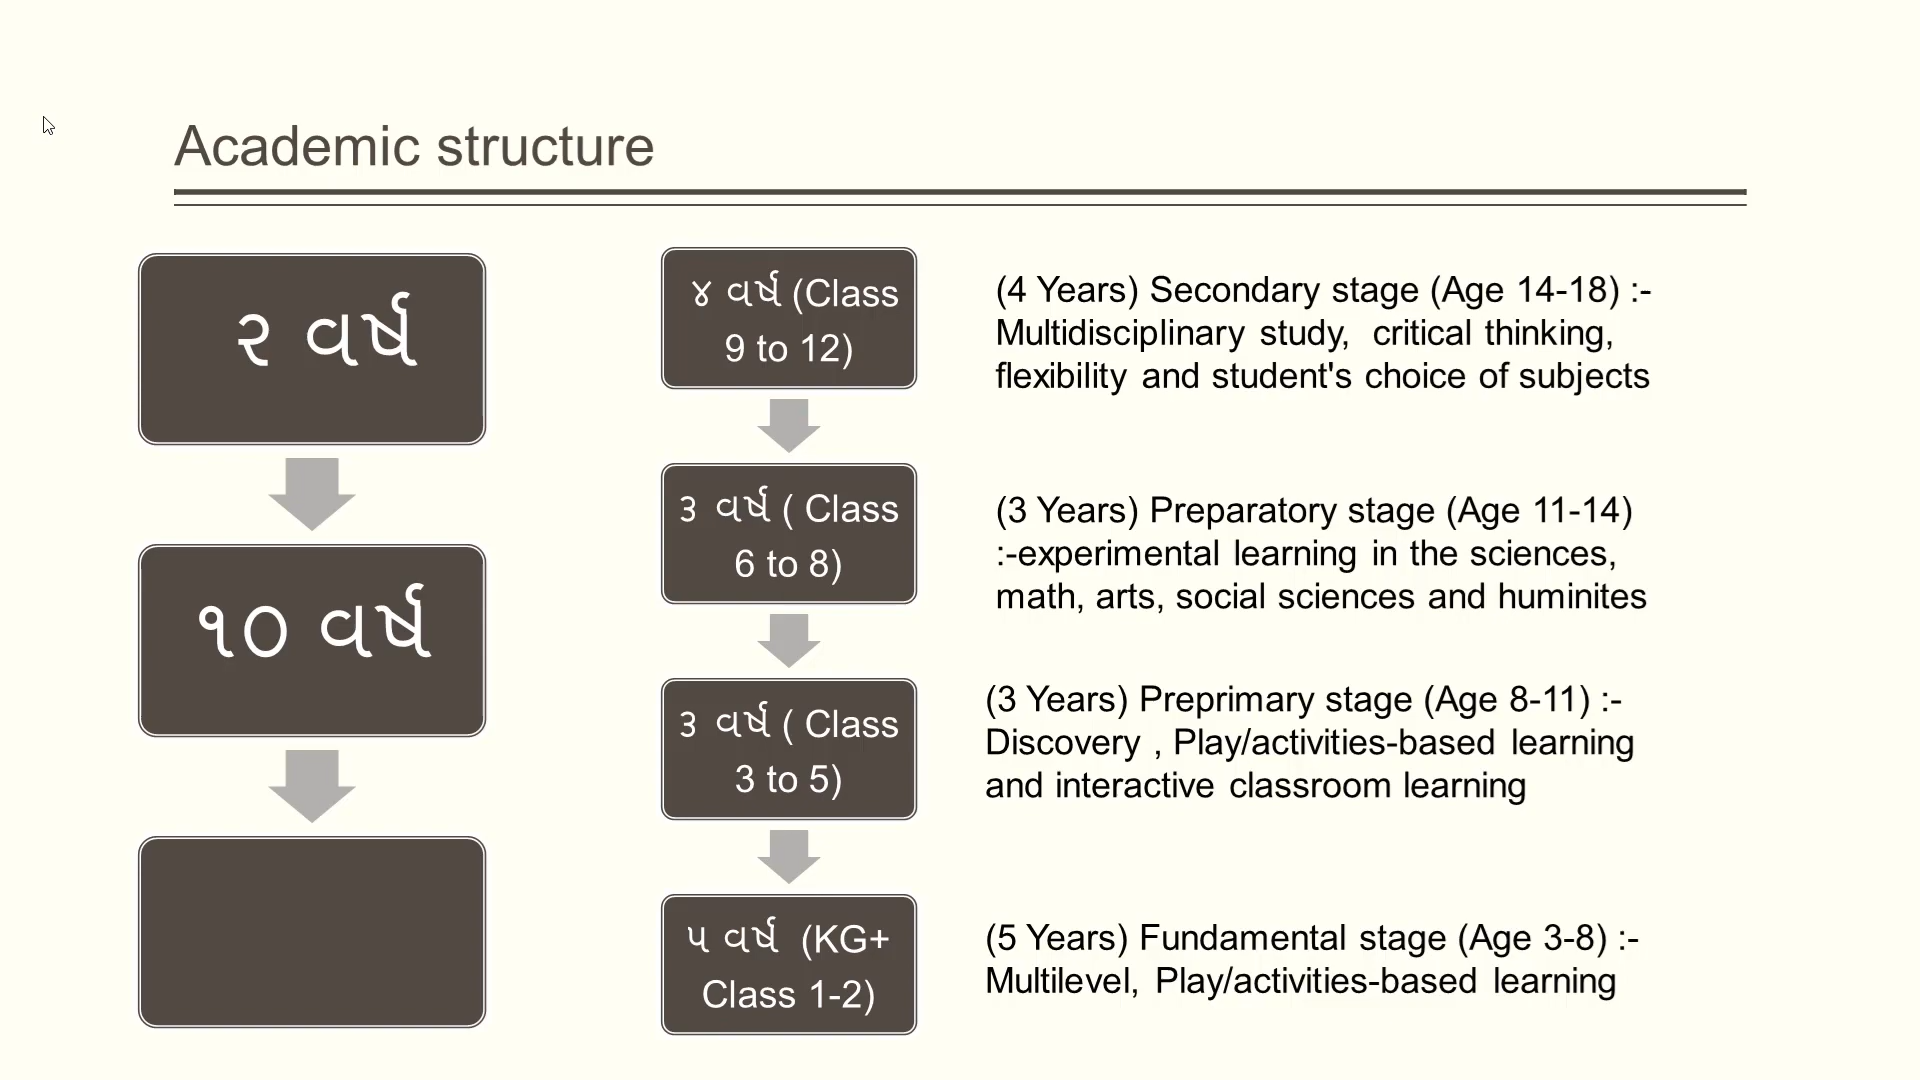 Academic structure
૨ વર્ષ
૧૦ વર્ષ
૪ વર્ષ (Class
9 to 12)
૩ વર્ષ ( Class
6 to 8)
૩ વર્ષ ( Class
3 to 5)
૫ વર્ષ (KG+
Class 1-2)
(4 Years) Secondary stage (Age 14-18) :-
Multidisciplinary study, critical thinking,
flexibility and student's choice of subjects
(3 Years) Preparatory stage (Age 11-14)
:-experimental learning in the sciences,
math, arts, social sciences and huminites
(3 Years) Preprimary stage (Age 8-11) :-
Discovery , Play/activities-based learning
and interactive classroom learning
(5 Years) Fundamental stage (Age 3-8) :-
Multilevel, Play/activities-based learning